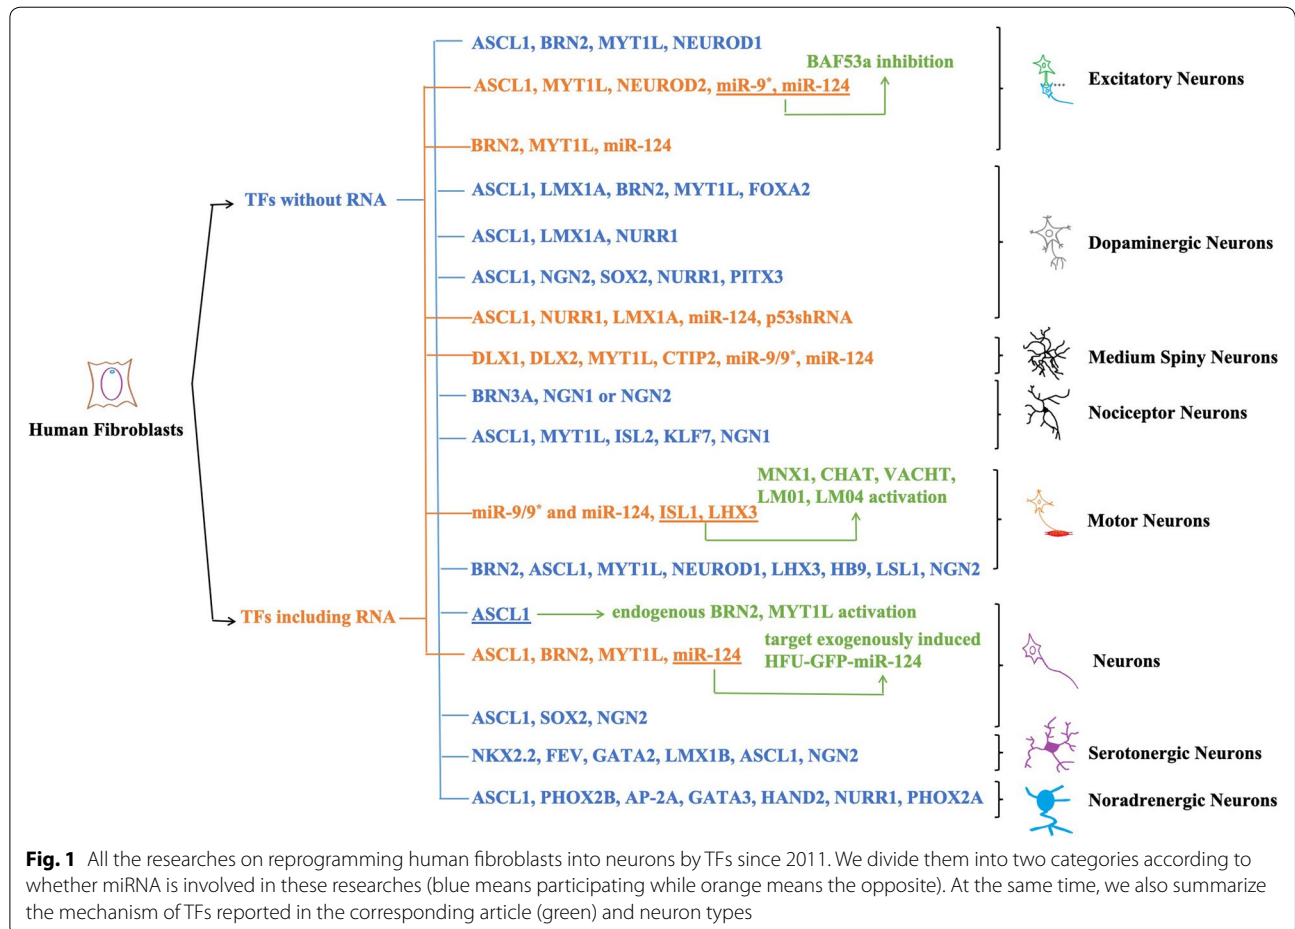 ASCL1, BRN2, MYT1L, NEUROD1
BAF53a inhibition
Excitatory Neurons
ASCL1, MYT1L, NEUROD2, miR-9*, miR-124
BRN2, MYT1L, miR-124
TFs without RNA
ASCL1, LMX1A, BRN2, MYT1L, FOXA2
ASCL1, LMX1A, NURR1
Dopaminergic Neurons
ASCL1, NGN2, SOX2, NURR1, PITX3
ASCL1, NURR1, LMX1A, miR-124, p53shRNA
DLX1, DLX2, MYT1L, CTIP2, miR-9/9*, miR-124
Medium Spiny Neurons
BRN3A, NGN1 or NGN2
Nociceptor Neurons
Human Fibroblasts
ASCL1, MYT1L, ISL2, KLF7, NGN1
MNX1, CHAT, VACHT,
LM01, LM04 activation
miR-9/9* and miR-124, ISL1, LHX3
Motor Neurons
BRN2, ASCL1, MYT1L, NEUROD1, LHX3, HB9, LSL1, NGN2
TFs including RNA
ASCL1
endogenous BRN2, MYT1L activation
target exogenously induced
HFU-GFP-miR-124
ASCL1, BRN2, MYT1L, miR-124
Neurons
ASCL1, SOX2, NGN2
NKX2.2, FEV, GATA2, LMX1B, ASCL1, NGN2
Serotonergic Neurons
ASCL1, PHOX2B, AP-2A, GATA3, HAND2, NURR1, PHOX2A
Noradrenergic Neurons
Fig. 1 All the researches on reprogramming human fibroblasts into neurons by TFs since 2011. We divide them into two categories according to
whether miRNA is involved in these researches (blue means participating while orange means the opposite). At the same time, we also summarize
the mechanism of TFs reported in the corresponding article (green) and neuron types